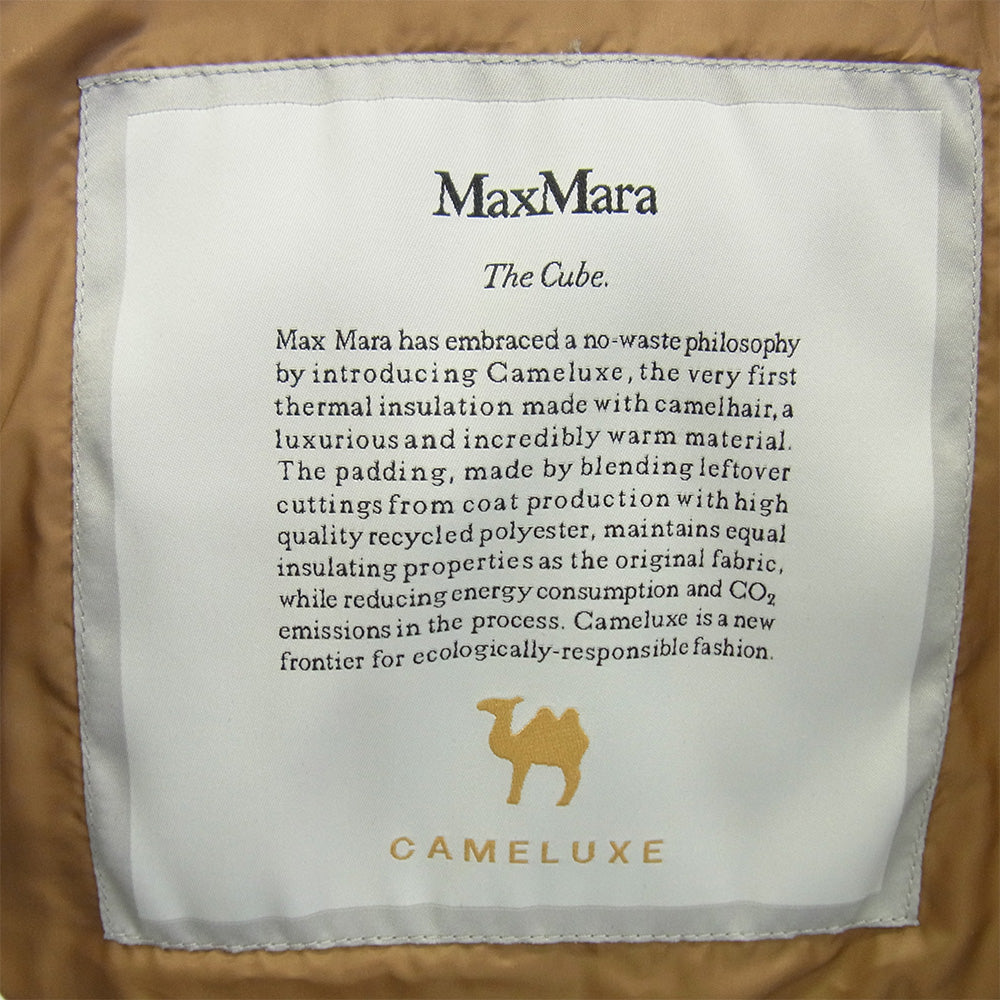 MaxMara
The Cube.
Max Mara has embraced a no-waste philosophy
by introducing Cameluxe, the very first
thermal insulation made with camelhair, a
luxurious and incredibly warm material.
The padding, made by blending leftover
cuttings from coat production with high
quality recycled polyester, maintains equal
insulating properties as the original fabric,
while reducing energy consumption and CO₂
emissions in the process. Cameluxe is a new
frontier for ecologically-responsible fashion.
CAMELUXE